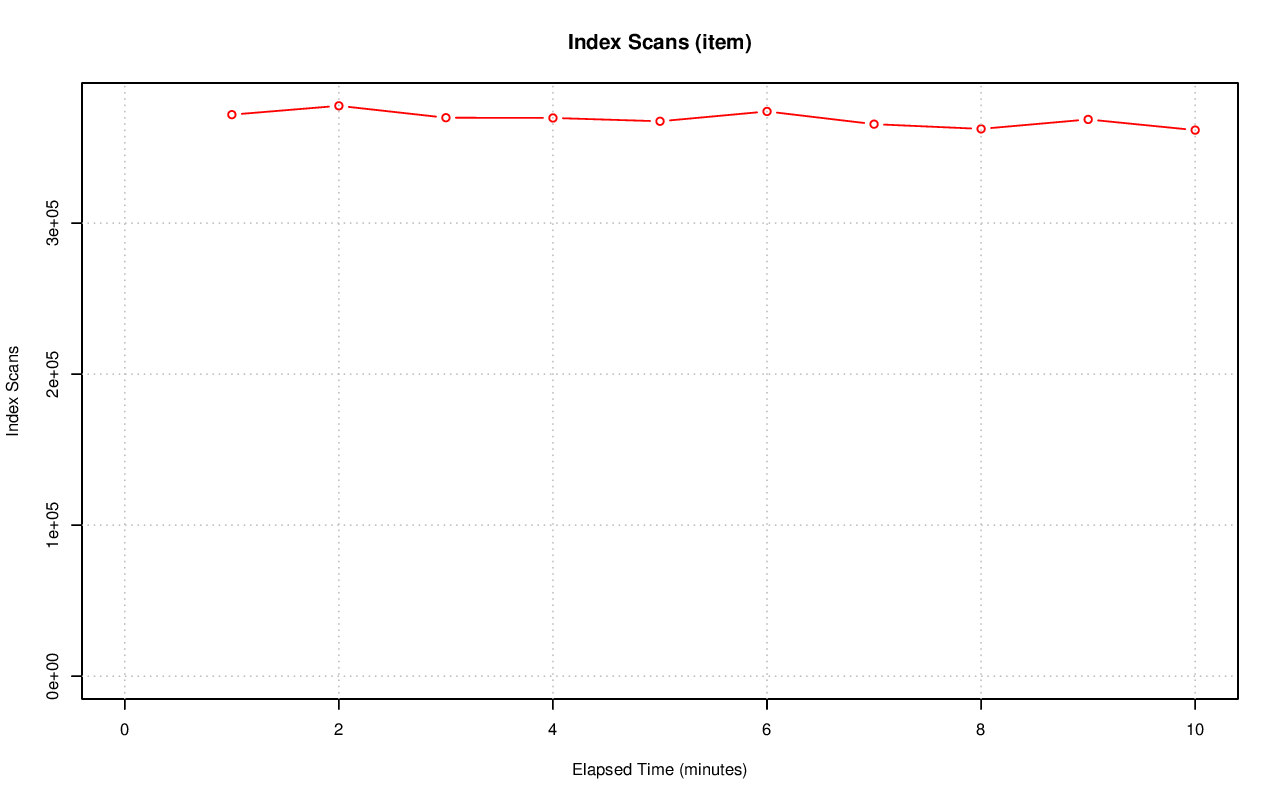 Index Scans (item)
Index Scans
3e+05
2e+05
1e+05
0e+00
0 2 4 6 8 10
Elapsed Time (minutes)